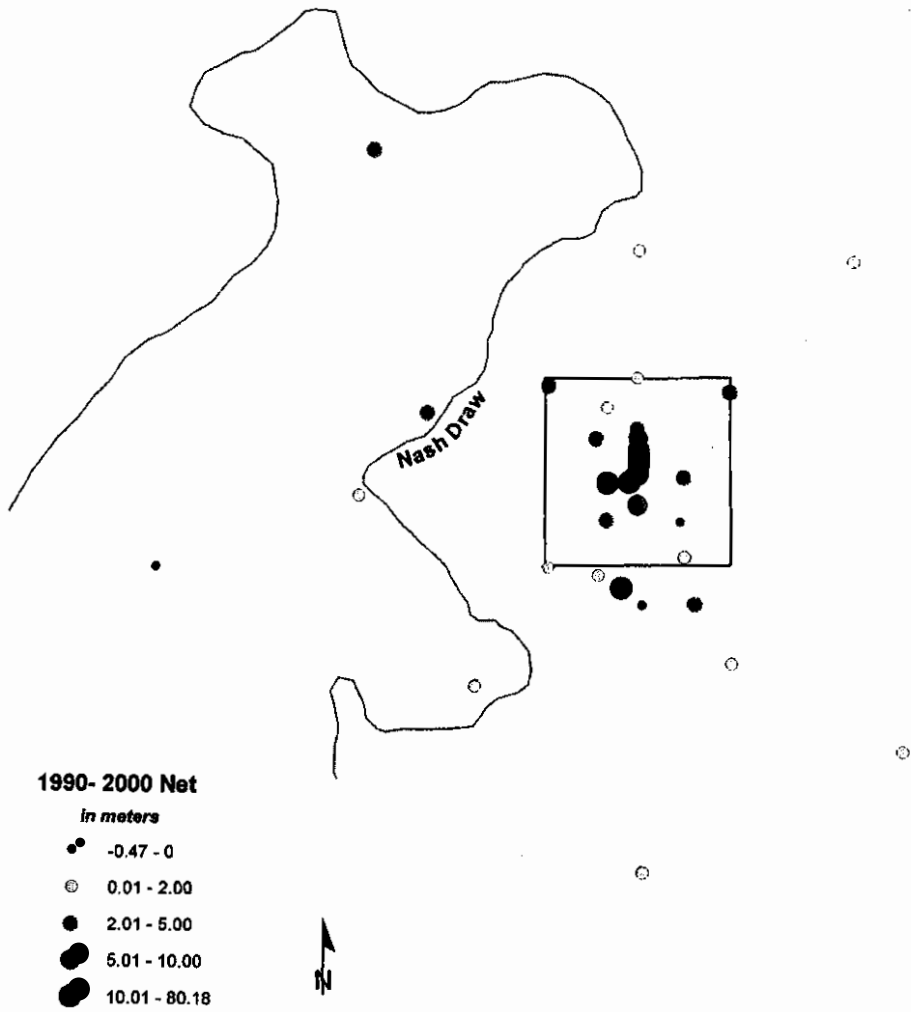 Nash Draw
1990- 2000 Net
in meters
-0.47 - 0
0.01 - 2.00
2.01 - 5.00
5.01 - 10.00
10.01 - 80.18
N